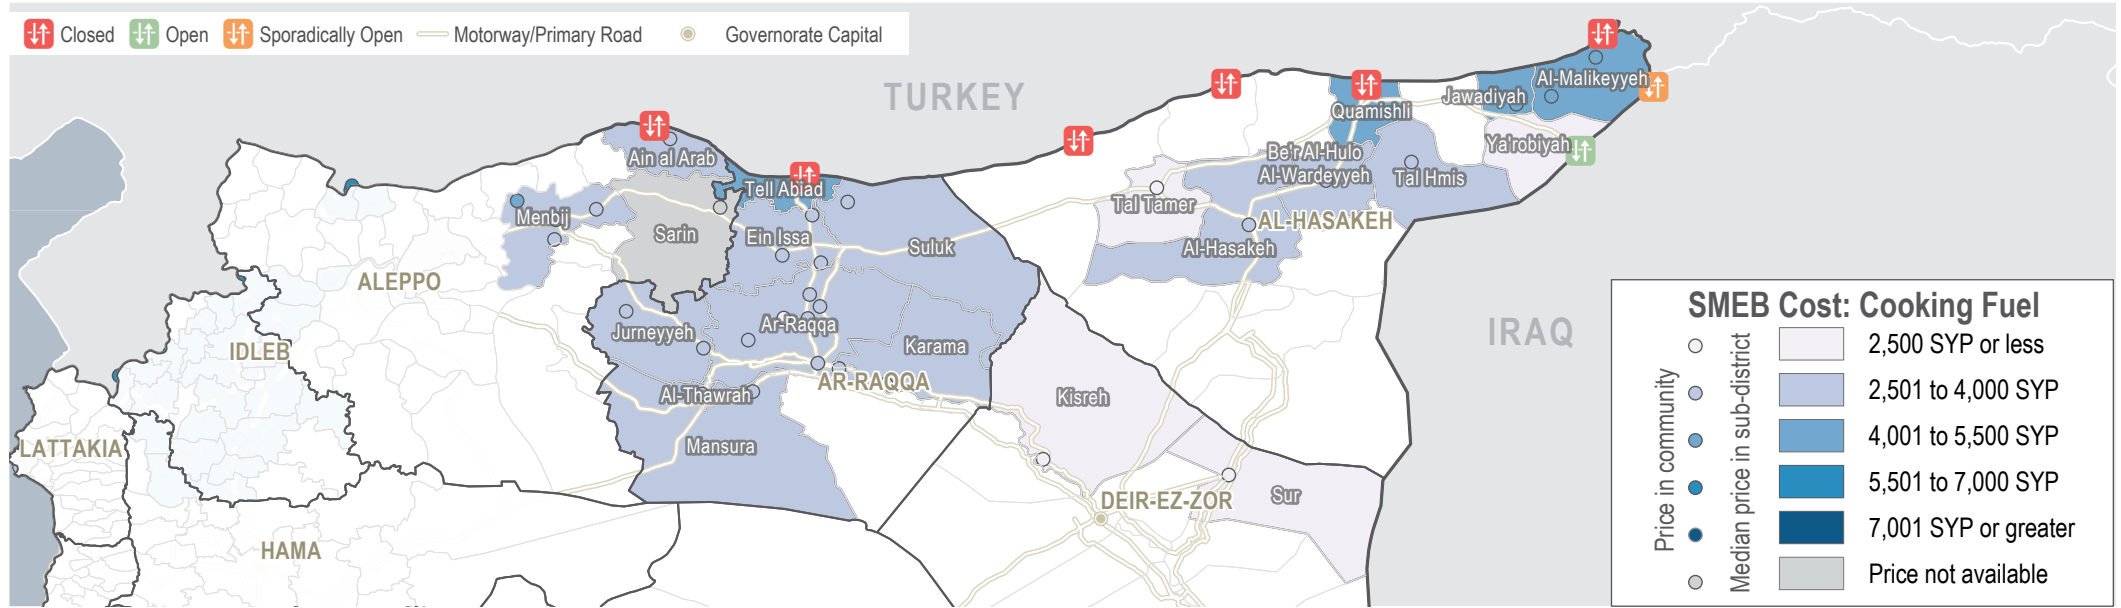 Closed Open Sporadically Open Motorway/Primary Road Governorate Capital
TURKEY
Al-Malikeyyeh
Jawadiyah
Quamishli
Ya'robiyah
Ain al Arab
Be'r Al-Hulo
Al-Wardeyyeh
Tal Hmis
Tell Abiad
Tal Tamer
Menbij
Sarin
Ein Issa
Suluk
AL-HASAKEH
Al-Hasakeh
ALEPPO
IRAQ
Jurneyyeh
Ar-Raqqa
Karama
IDLEB
AR-RAQQA
Al-Thawrah
Kisreh
LATTAKIA
Mansura
DEIR-EZ-ZOR
Sur
HAMA
SMEB Cost: Cooking Fuel
Price in community
Median price in sub-district
2,500 SYP or less
2,501 to 4,000 SYP
4,001 to 5,500 SYP
5,501 to 7,000 SYP
7,001 SYP or greater
Price not available